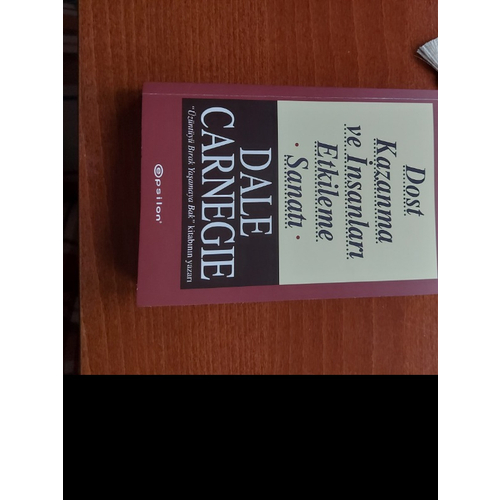 Dost
Kazanma
ve İnsanları
Etkileme
• Sanatı •
DALE
CARNEGIE
"Üzüntüyü Bırak Yaşamaya Bak" kitabının yazarı
epsilon®